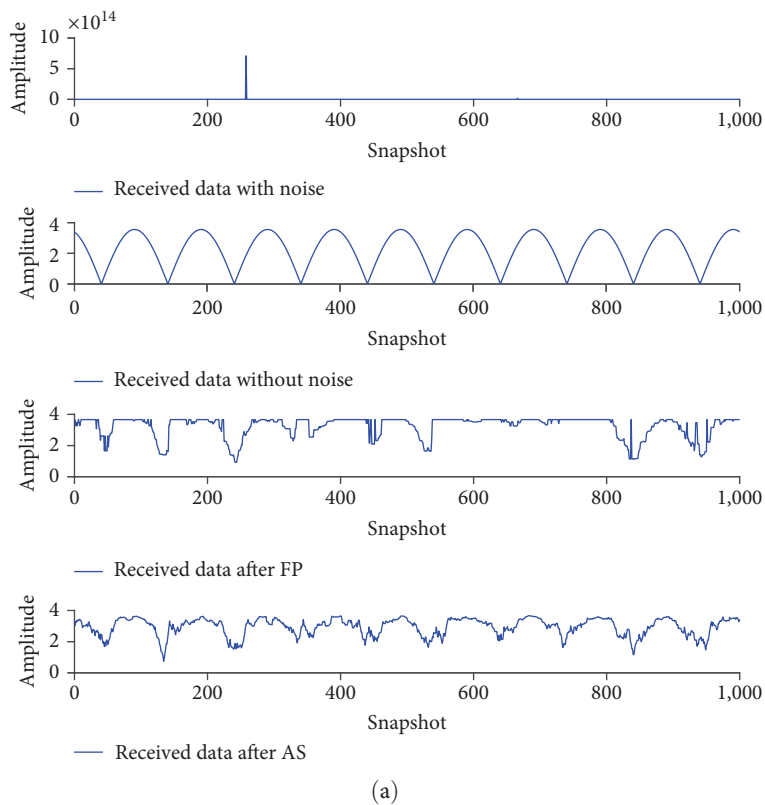 ×10^14
10
5
0
Amplitude
0 200 400 600 800 1,000
Snapshot
Received data with noise
4
2
0
Amplitude
0 200 400 600 800 1,000
Snapshot
Received data without noise
4
2
0
Amplitude
0 200 400 600 800 1,000
Snapshot
Received data after FP
4
2
0
Amplitude
0 200 400 600 800 1,000
Snapshot
Received data after AS
(a)